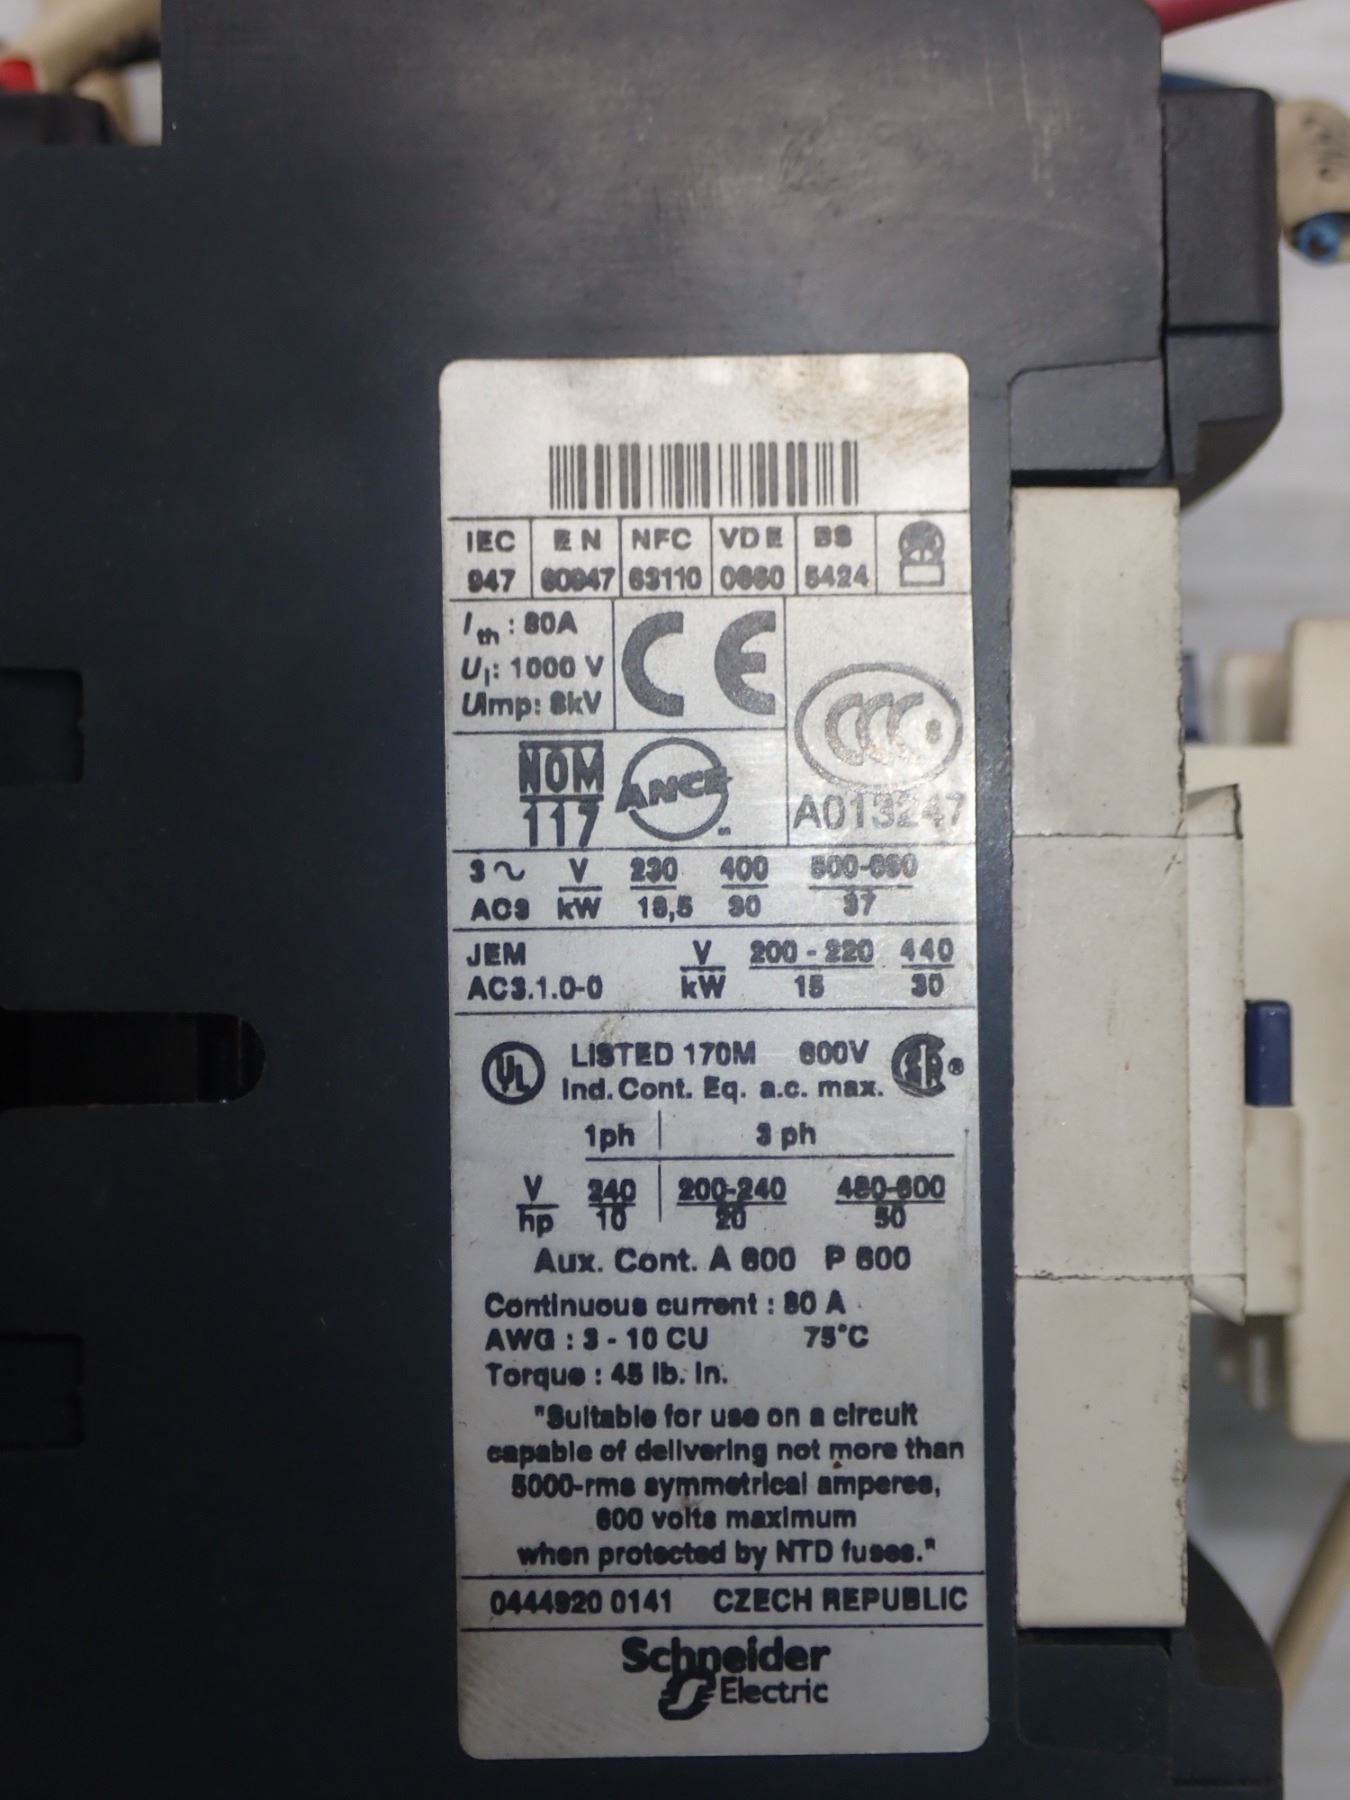 IEC EN NFC VDE BS
947 60947 63110 0660 5424
Ith : 80A
Ui: 1000 V
Uimp: 8kV
CE
CCC
A013247
NOM
117
ANCE
3~ V 230 400 500-690
AC3 kW 18,5 30 37
JEM V 200 - 220 440
AC3.1.0-0 kW 15 30
UL LISTED 170M 600V
Ind. Cont. Eq. a.c. max.
1ph 3 ph
V 240 200-240 480-600
hp 10 20 50
Aux. Cont. A 600 P 600
Continuous current : 80 A
AWG : 3 - 10 CU 75°C
Torque : 45 lb. in.
"Suitable for use on a circuit
capable of delivering not more than
5000-rms symmetrical amperes,
600 volts maximum
when protected by NTD fuses."
0444920 0141 CZECH REPUBLIC
Schneider
Electric